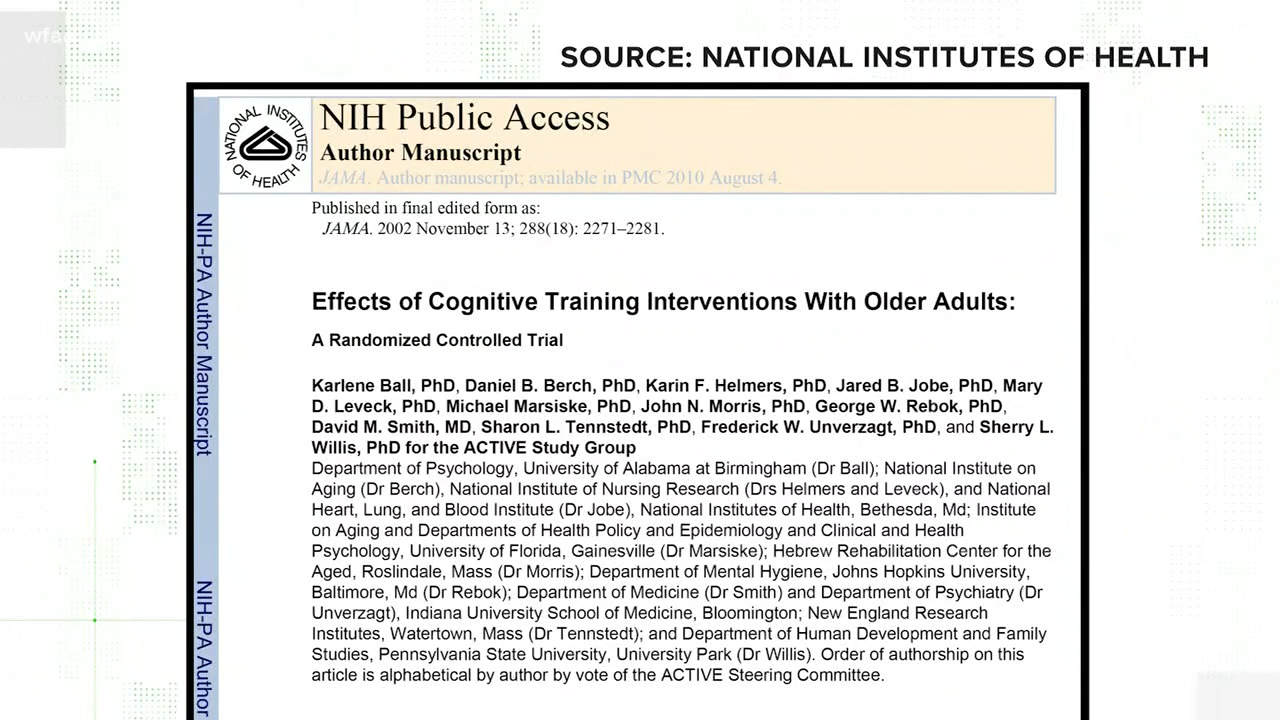 wfaa
SOURCE: NATIONAL INSTITUTES OF HEALTH
NATIONAL INSTITUTES OF HEALTH
NIH Public Access
Author Manuscript
JAMA. Author manuscript; available in PMC 2010 August 4.
Published in final edited form as:
JAMA. 2002 November 13; 288(18): 2271–2281.
NIH-PA Author Manuscript
NIH-PA Author
Effects of Cognitive Training Interventions With Older Adults:
A Randomized Controlled Trial
Karlene Ball, PhD, Daniel B. Berch, PhD, Karin F. Helmers, PhD, Jared B. Jobe, PhD, Mary
D. Leveck, PhD, Michael Marsiske, PhD, John N. Morris, PhD, George W. Rebok, PhD,
David M. Smith, MD, Sharon L. Tennstedt, PhD, Frederick W. Unverzagt, PhD, and Sherry L.
Willis, PhD for the ACTIVE Study Group
Department of Psychology, University of Alabama at Birmingham (Dr Ball); National Institute on
Aging (Dr Berch), National Institute of Nursing Research (Drs Helmers and Leveck), and National
Heart, Lung, and Blood Institute (Dr Jobe), National Institutes of Health, Bethesda, Md; Institute
on Aging and Departments of Health Policy and Epidemiology and Clinical and Health
Psychology, University of Florida, Gainesville (Dr Marsiske); Hebrew Rehabilitation Center for the
Aged, Roslindale, Mass (Dr Morris); Department of Mental Hygiene, Johns Hopkins University,
Baltimore, Md (Dr Rebok); Department of Medicine (Dr Smith) and Department of Psychiatry (Dr
Unverzagt), Indiana University School of Medicine, Bloomington; New England Research
Institutes, Watertown, Mass (Dr Tennstedt); and Department of Human Development and Family
Studies, Pennsylvania State University, University Park (Dr Willis). Order of authorship on this
article is alphabetical by author by vote of the ACTIVE Steering Committee.